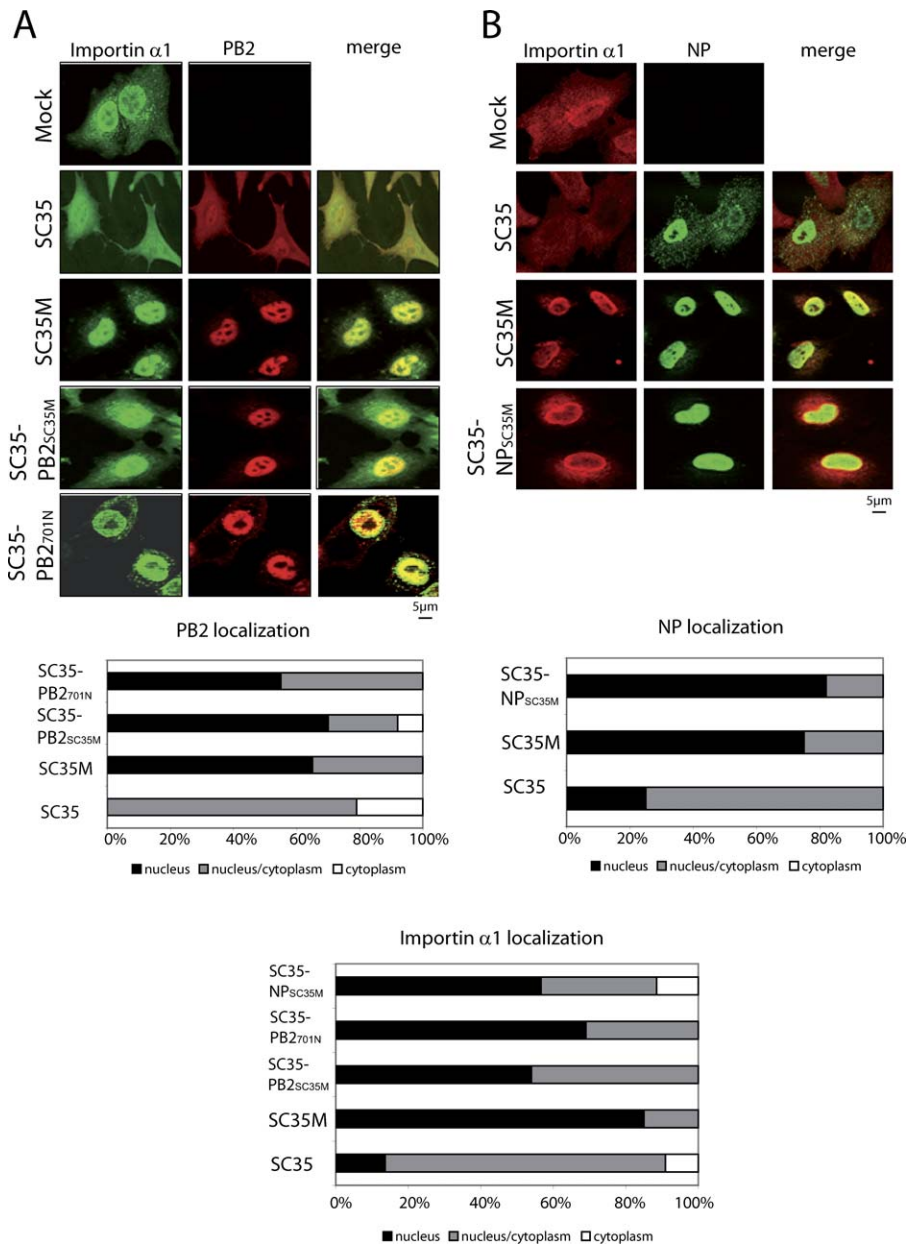 A
Importin α1 PB2 merge
Mock
SC35
SC35M
SC35-
PB2SC35M
SC35-
PB2701N
5μm
B
Importin α1 NP merge
Mock
SC35
SC35M
SC35-
NPSC35M
5μm
PB2 localization
SC35-
PB2701N
SC35-
PB2SC35M
SC35M
SC35
0% 20% 40% 60% 80% 100%
nucleus nucleus/cytoplasm cytoplasm
NP localization
SC35-
NPSC35M
SC35M
SC35
0% 20% 40% 60% 80% 100%
nucleus nucleus/cytoplasm cytoplasm
Importin α1 localization
SC35-
NPSC35M
SC35-
PB2701N
SC35-
PB2SC35M
SC35M
SC35
0% 20% 40% 60% 80% 100%
nucleus nucleus/cytoplasm cytoplasm